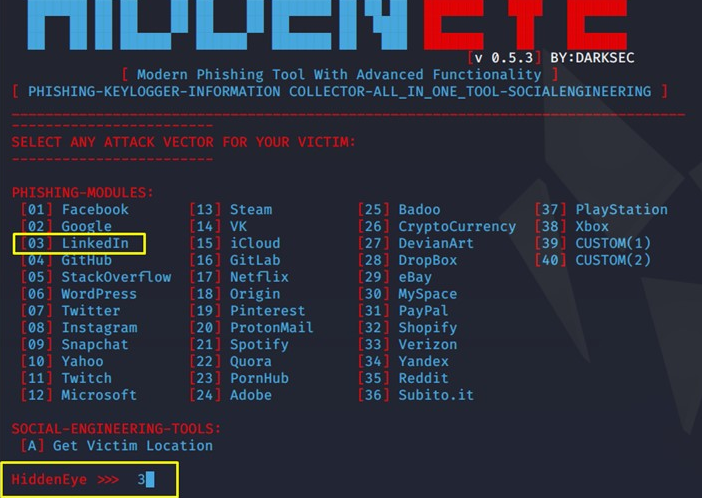 HIDDENEYE
[v 0.5.3] BY:DARKSEC
[ Modern Phishing Tool With Advanced Functionality ]
[ PHISHING-KEYLOGGER-INFORMATION COLLECTOR-ALL_IN_ONE_TOOL-SOCIALENGINEERING ]
SELECT ANY ATTACK VECTOR FOR YOUR VICTIM:
PHISHING-MODULES:
[01] Facebook [13] Steam [25] Badoo [37] PlayStation
[02] Google [14] VK [26] CryptoCurrency [38] Xbox
[03] LinkedIn [15] iCloud [27] DevianArt [39] CUSTOM(1)
[04] GitHub [16] GitLab [28] DropBox [40] CUSTOM(2)
[05] StackOverflow [17] Netflix [29] eBay
[06] WordPress [18] Origin [30] MySpace
[07] Twitter [19] Pinterest [31] PayPal
[08] Instagram [20] ProtonMail [32] Shopify
[09] Snapchat [21] Spotify [33] Verizon
[10] Yahoo [22] Quora [34] Yandex
[11] Twitch [23] PornHub [35] Reddit
[12] Microsoft [24] Adobe [36] Subito.it
SOCIAL-ENGINEERING-TOOLS:
[A] Get Victim Location
HiddenEye >>> 3